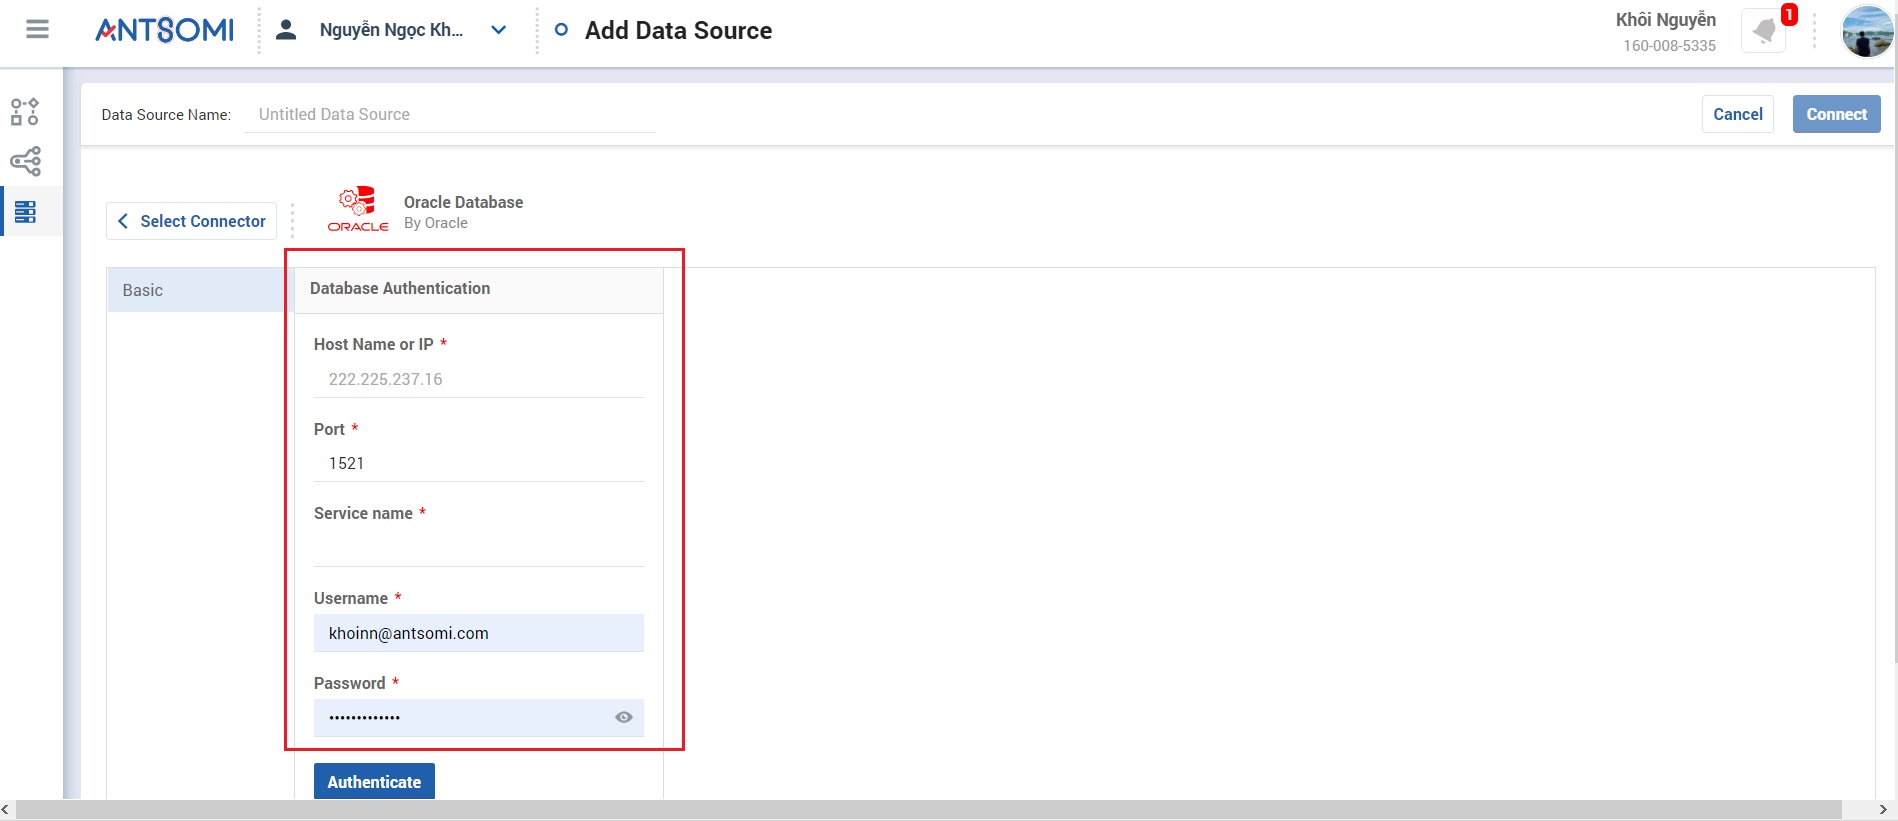 ANTSOMI
Nguyễn Ngọc Kh...
Add Data Source
Khôi Nguyễn
160-008-5335
1
Data Source Name:
Untitled Data Source
Cancel
Connect
Select Connector
ORACLE
Oracle Database
By Oracle
Basic
Database Authentication
Host Name or IP *
222.225.237.16
Port *
1521
Service name *
Username *
khoinn@antsomi.com
Password *
•••••••••••••
Authenticate